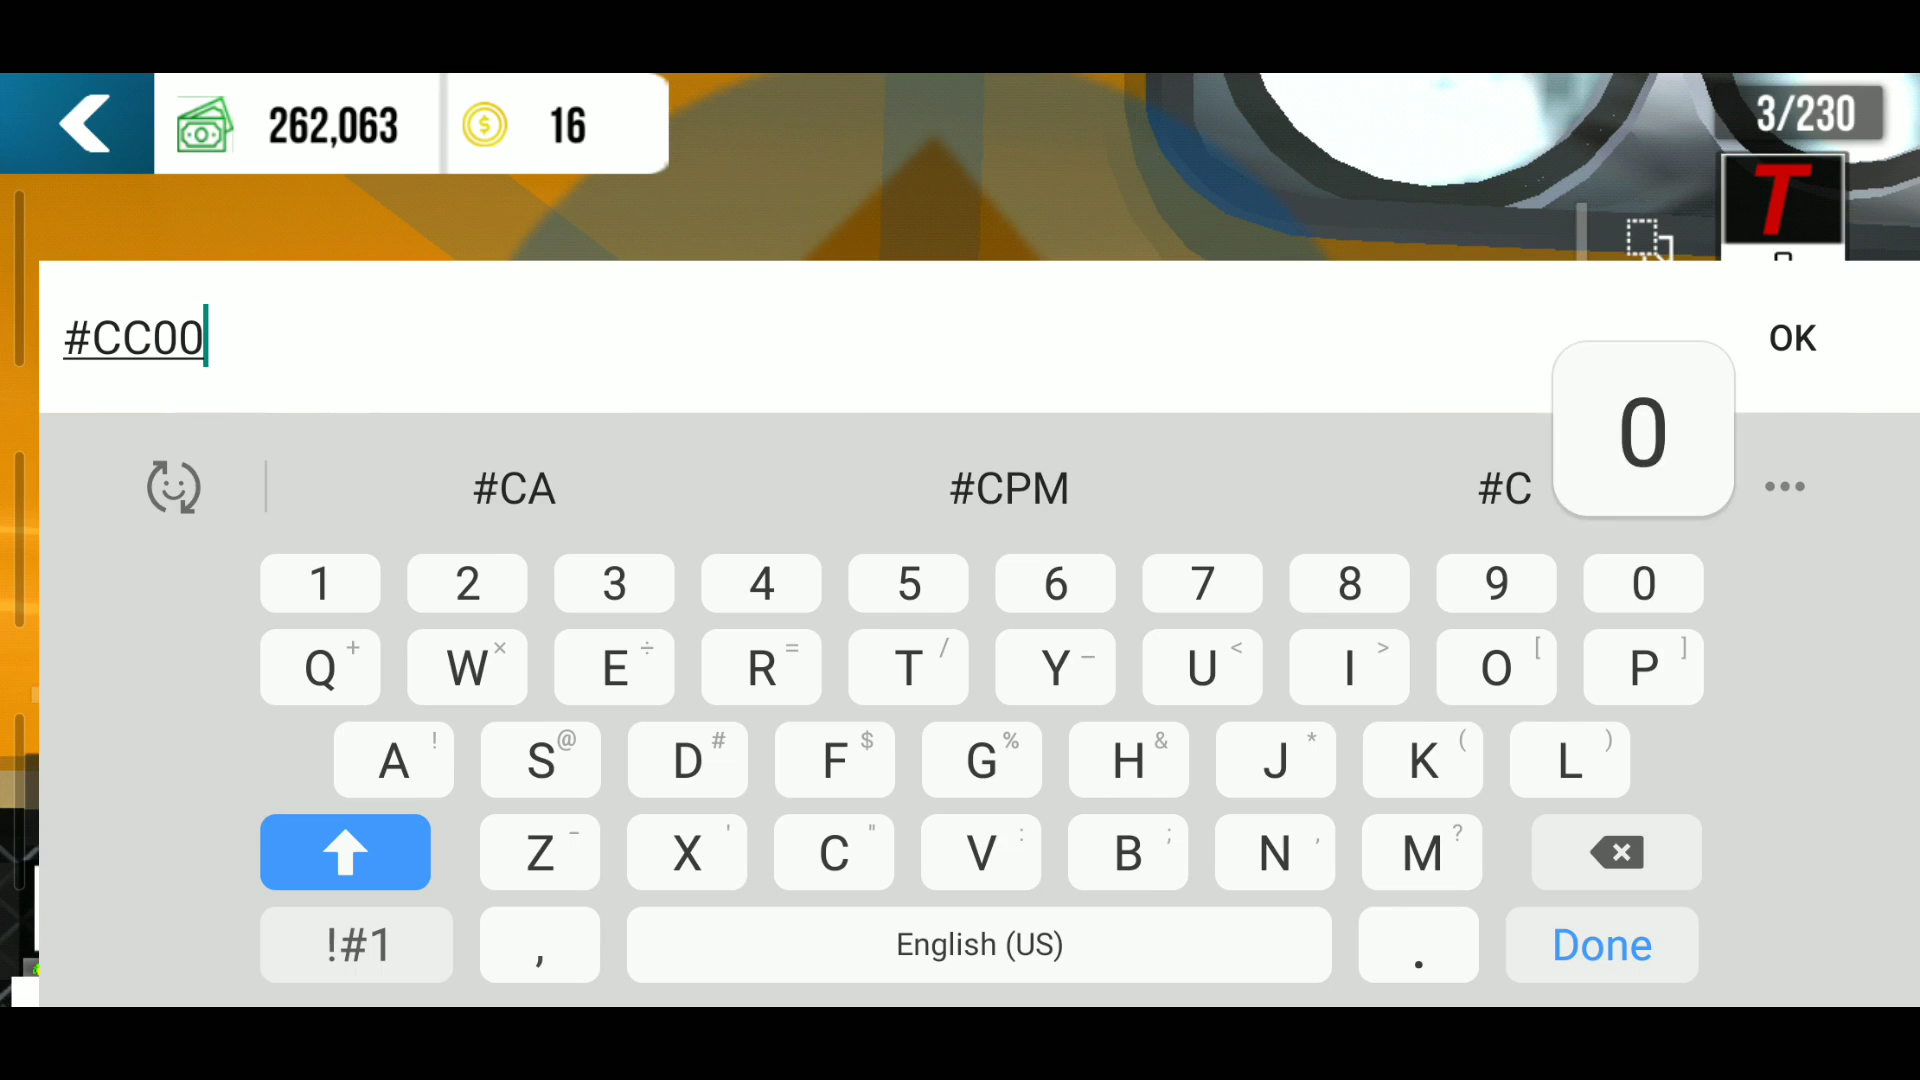 262,063
16
3/230
T
#CC00
OK
0
#CA
#CPM
#C
1 2 3 4 5 6 7 8 9 0
Q + W × E ÷ R = T / Y _ U < I > O [ P ]
A ! S @ D # F $ G % H & J * K ( L )
Z - X ' C " V : B ; N , M ?
!#1 , English (US) . Done